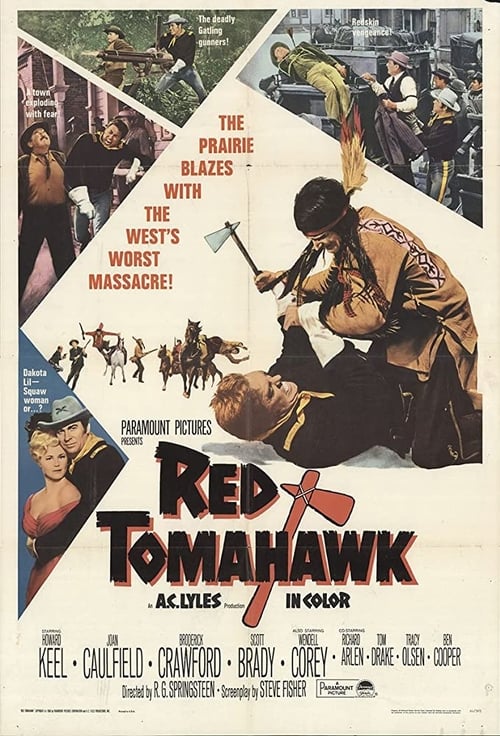 The deadly
Gatling
gunners!
Redskin
vengeance!
A town
exploding
with fear!
THE
PRAIRIE
BLAZES
WITH
THE
WEST'S
WORST
MASSACRE!
Dakota
Lil—
Squaw
woman
or...?
PARAMOUNT PICTURES
PRESENTS
RED
TOMAHAWK
An A.C. LYLES Production IN COLOR
STARRING
HOWARD KEEL • JOAN CAULFIELD • BRODERICK CRAWFORD • SCOTT BRADY •
ALSO STARRING
WENDELL COREY •
CO-STARRING
RICHARD ARLEN • TOM DRAKE • TRACY OLSEN • BEN COOPER
Directed by R. G. SPRINGSTEEN • Screenplay by STEVE FISHER
A PARAMOUNT PICTURE